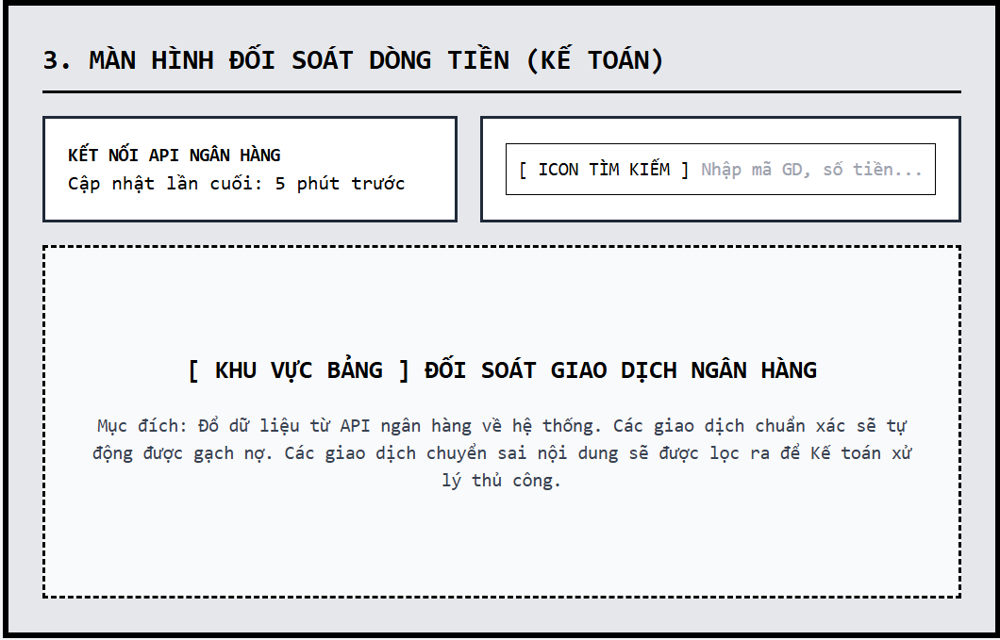 3. MÀN HÌNH ĐỐI SOÁT DÒNG TIỀN (KẾ TOÁN)
KẾT NỐI API NGÂN HÀNG
Cập nhật lần cuối: 5 phút trước
[ ICON TÌM KIẾM ] Nhập mã GD, số tiền...
[ KHU VỰC BẢNG ] ĐỐI SOÁT GIAO DỊCH NGÂN HÀNG
Mục đích: Đổ dữ liệu từ API ngân hàng về hệ thống. Các giao dịch chuẩn xác sẽ tự
động được gạch nợ. Các giao dịch chuyển sai nội dung sẽ được lọc ra để Kế toán xử
lý thủ công.